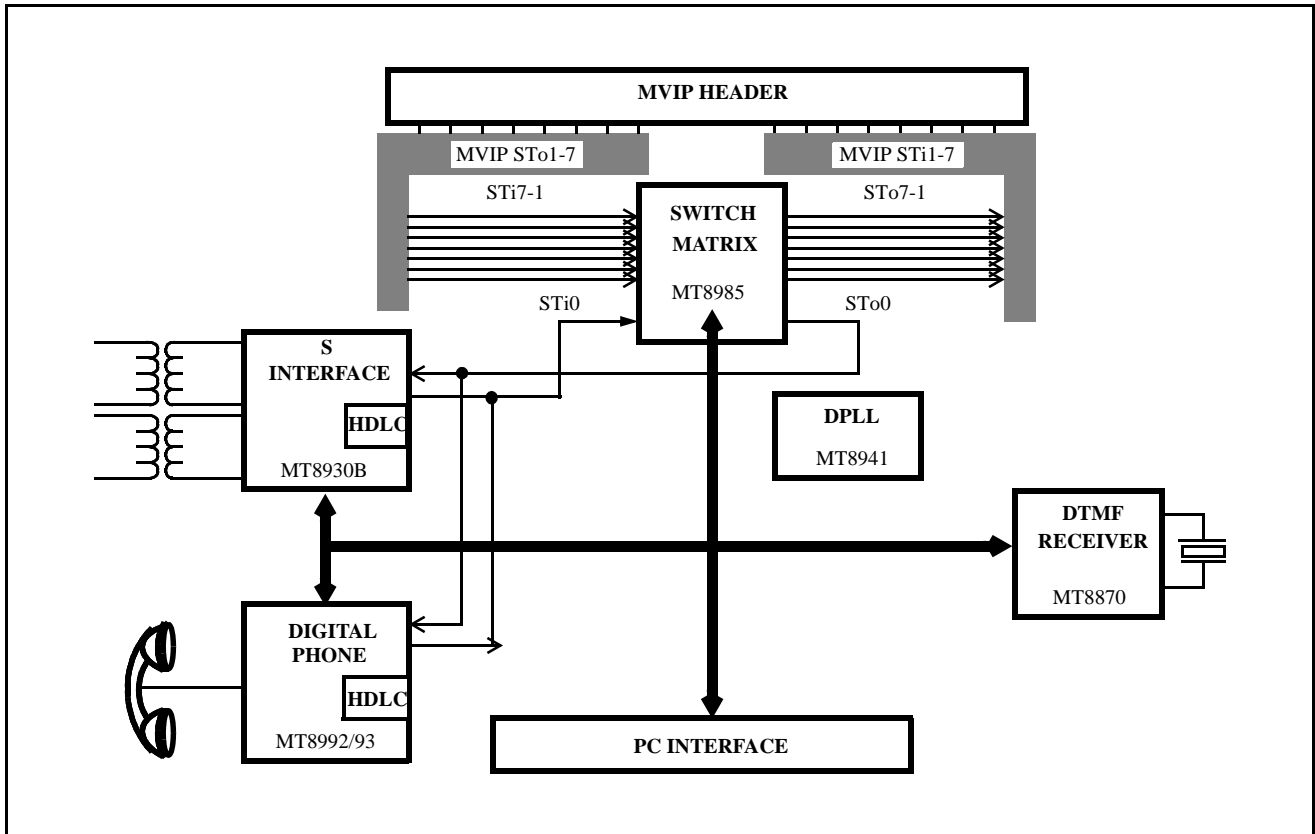 MVIP HEADER
MVIP STo1-7
MVIP STi1-7
STi7-1
STo7-1
SWITCH
MATRIX
MT8985
STi0
STo0
S
INTERFACE
HDLC
MT8930B
DPLL
MT8941
DTMF
RECEIVER
MT8870
DIGITAL
PHONE
HDLC
MT8992/93
PC INTERFACE